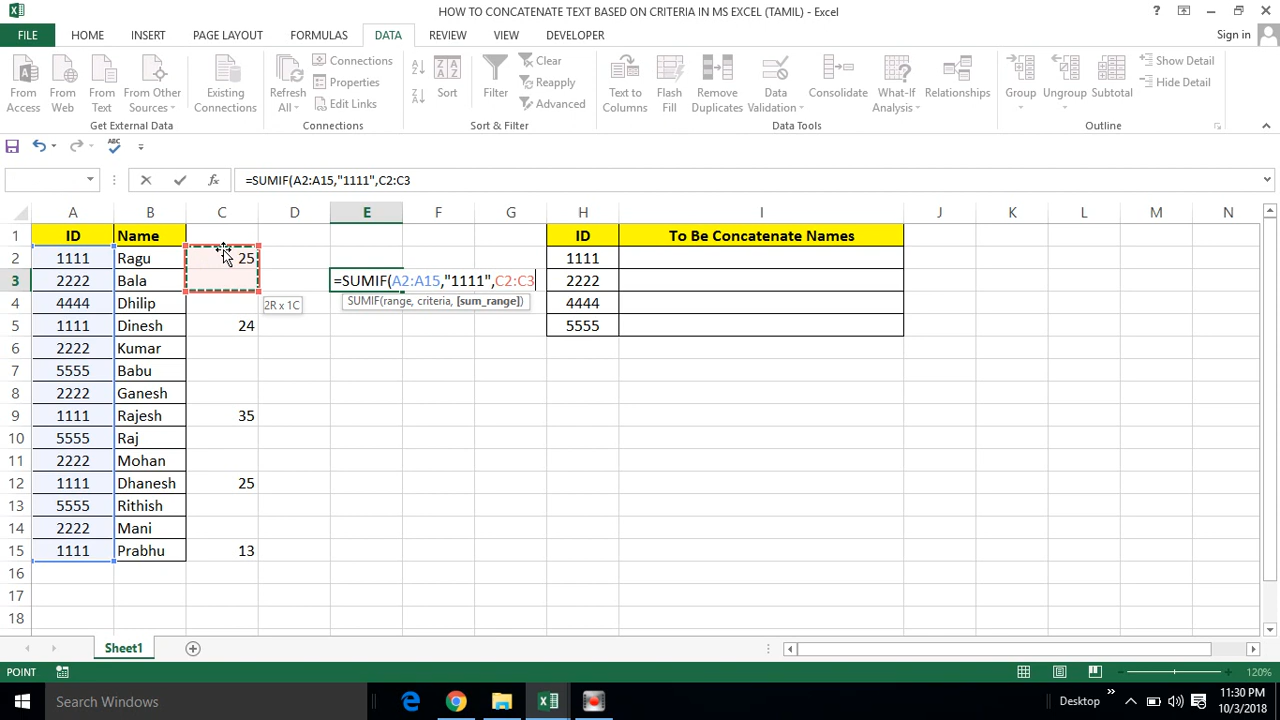 HOW TO CONCATENATE TEXT BASED ON CRITERIA IN MS EXCEL (TAMIL) - Excel
?
FILE HOME INSERT PAGE LAYOUT FORMULAS DATA REVIEW VIEW DEVELOPER Sign in
From Access
From Web
From Text
From Other Sources
Existing Connections
Get External Data
Refresh All
Connections
Properties
Edit Links
Connections
Sort
Filter
Clear
Reapply
Advanced
Sort & Filter
Text to Columns
Flash Fill
Remove Duplicates
Data Validation
Consolidate
What-If Analysis
Relationships
Data Tools
Group
Ungroup
Subtotal
Show Detail
Hide Detail
Outline
ABC
fx =SUMIF(A2:A15,"1111",C2:C3
A B C D E F G H I J K L M N
1 ID Name ID To Be Concatenate Names
2 1111 Ragu 25 1111
3 2222 Bala =SUMIF(A2:A15,"1111",C2:C3 2222
4 4444 Dhilip 2R x 1C SUMIF(range, criteria, [sum_range]) 4444
5 1111 Dinesh 24 5555
6 2222 Kumar
7 5555 Babu
8 2222 Ganesh
9 1111 Rajesh 35
10 5555 Raj
11 2222 Mohan
12 1111 Dhanesh 25
13 5555 Rithish
14 2222 Mani
15 1111 Prabhu 13
16
17
18
Sheet1
POINT 120%
Search Windows
Desktop
11:30 PM
10/3/2018